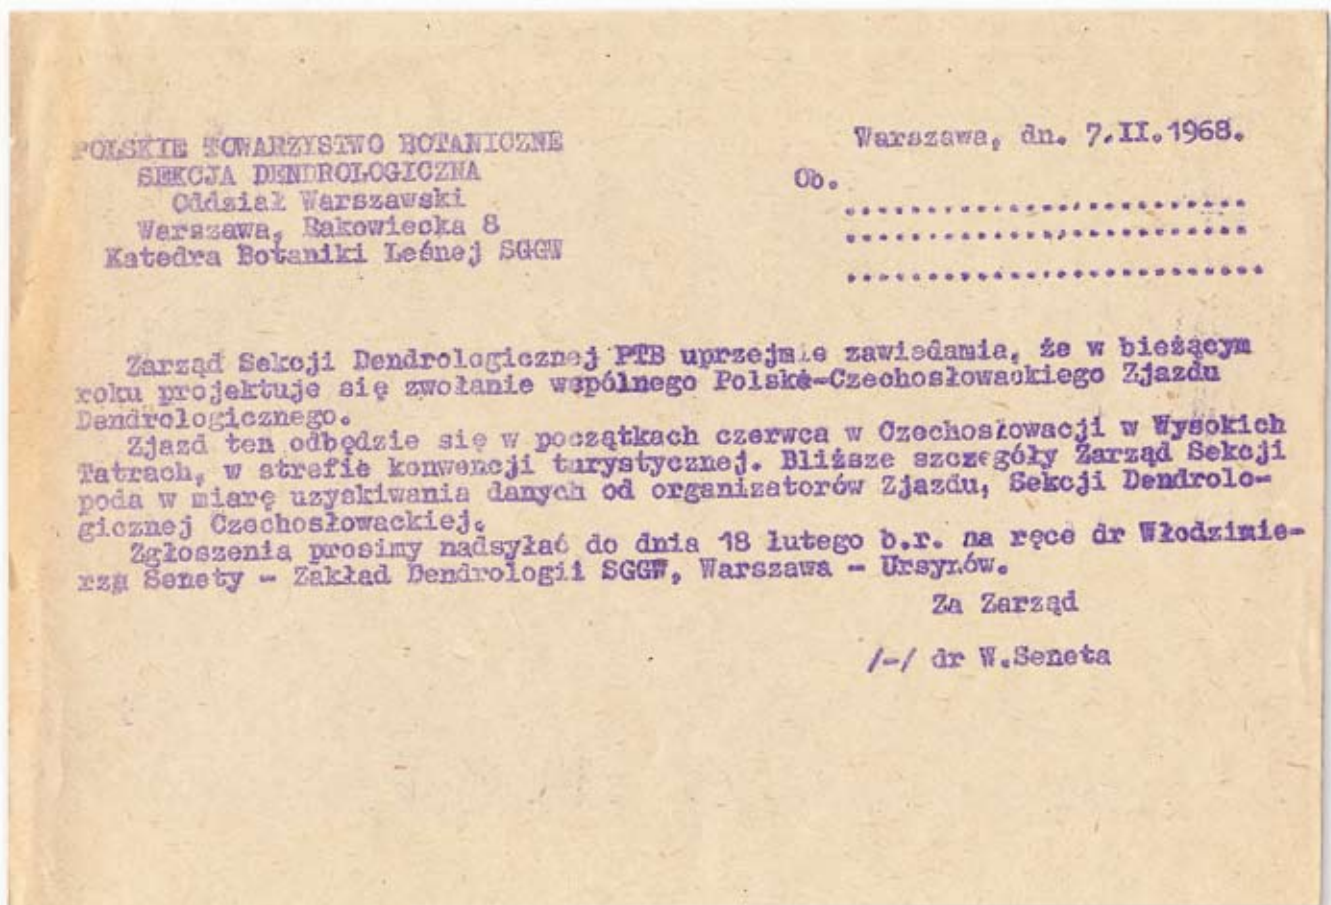 POLSKIE TOWARZYSTWO BOTANICZNE
SEKCJA DENDROLOGICZNA
Oddział Warszawski
Warszawa, Rakowiecka 8
Katedra Botaniki Leśnej SGGW
Warszawa, dn. 7.II.1968.
Ob.
..............................
..............................
..............................
Zarząd Sekcji Dendrologicznej PTB uprzejmie zawiadamia, że w bieżącym
roku projektuje się zwołanie wspólnego Polsko-Czechosłowackiego Zjazdu
Dendrologicznego.
Zjazd ten odbędzie się w początkach czerwca w Czechosłowacji w Wysokich
Tatrach, w strefie konwencji turystycznej. Bliższe szczegóły Zarząd Sekcji
poda w miarę uzyskiwania danych od organizatorów Zjazdu, Sekcji Dendrolo-
gicznej Czechosłowackiej.
Zgłoszenia prosimy nadsyłać do dnia 18 lutego b.r. na ręce dr Włodzimie-
rza Senety - Zakład Dendrologii SGGW, Warszawa - Ursynów.
Za Zarząd
/-/ dr W.Seneta